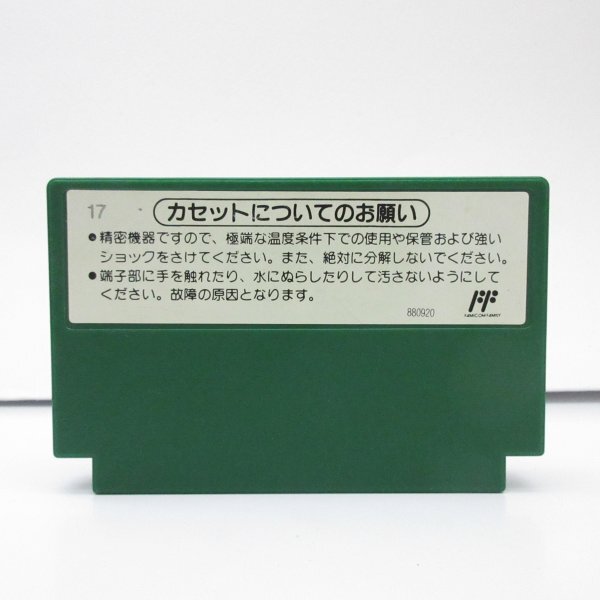 17
カセットについてのお願い
●精密機器ですので、極端な温度条件下での使用や保管および強い
ショックをさけてください。また、絶対に分解しないでください。
●端子部に手を触れたり、水にぬらしたりして汚さないようにして
ください。故障の原因となります。
880920
FAMICOM FAMILY